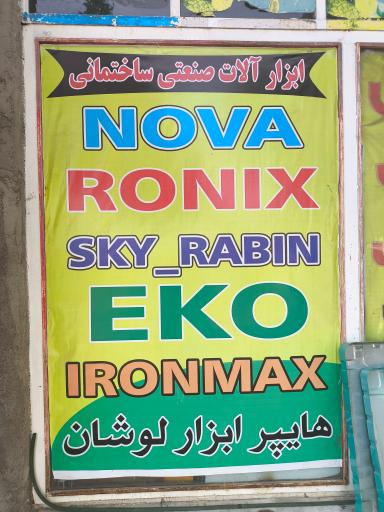 ابزار آلات صنعتی ساختمانی
NOVA
RONIX
SKY_RABIN
EKO
IRONMAX
هایپر ابزار لوشان